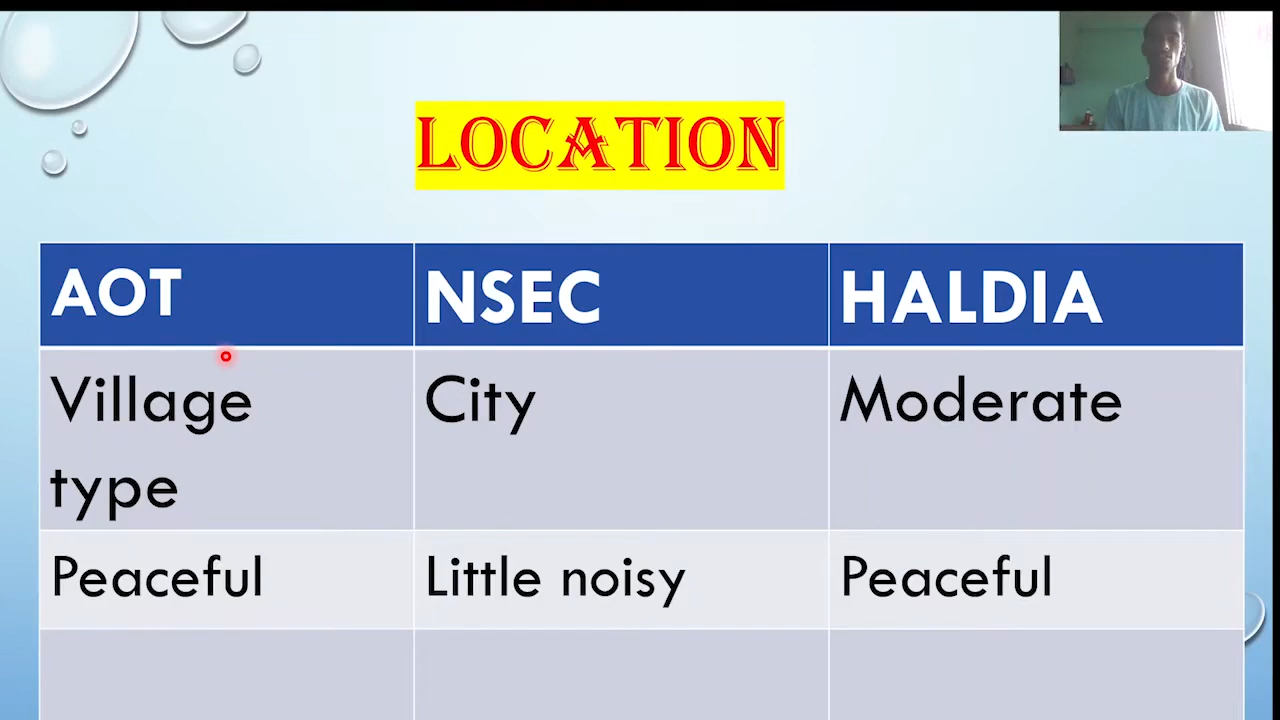 LOCATION
AOT NSEC HALDIA
Village City Moderate
type
Peaceful Little noisy Peaceful